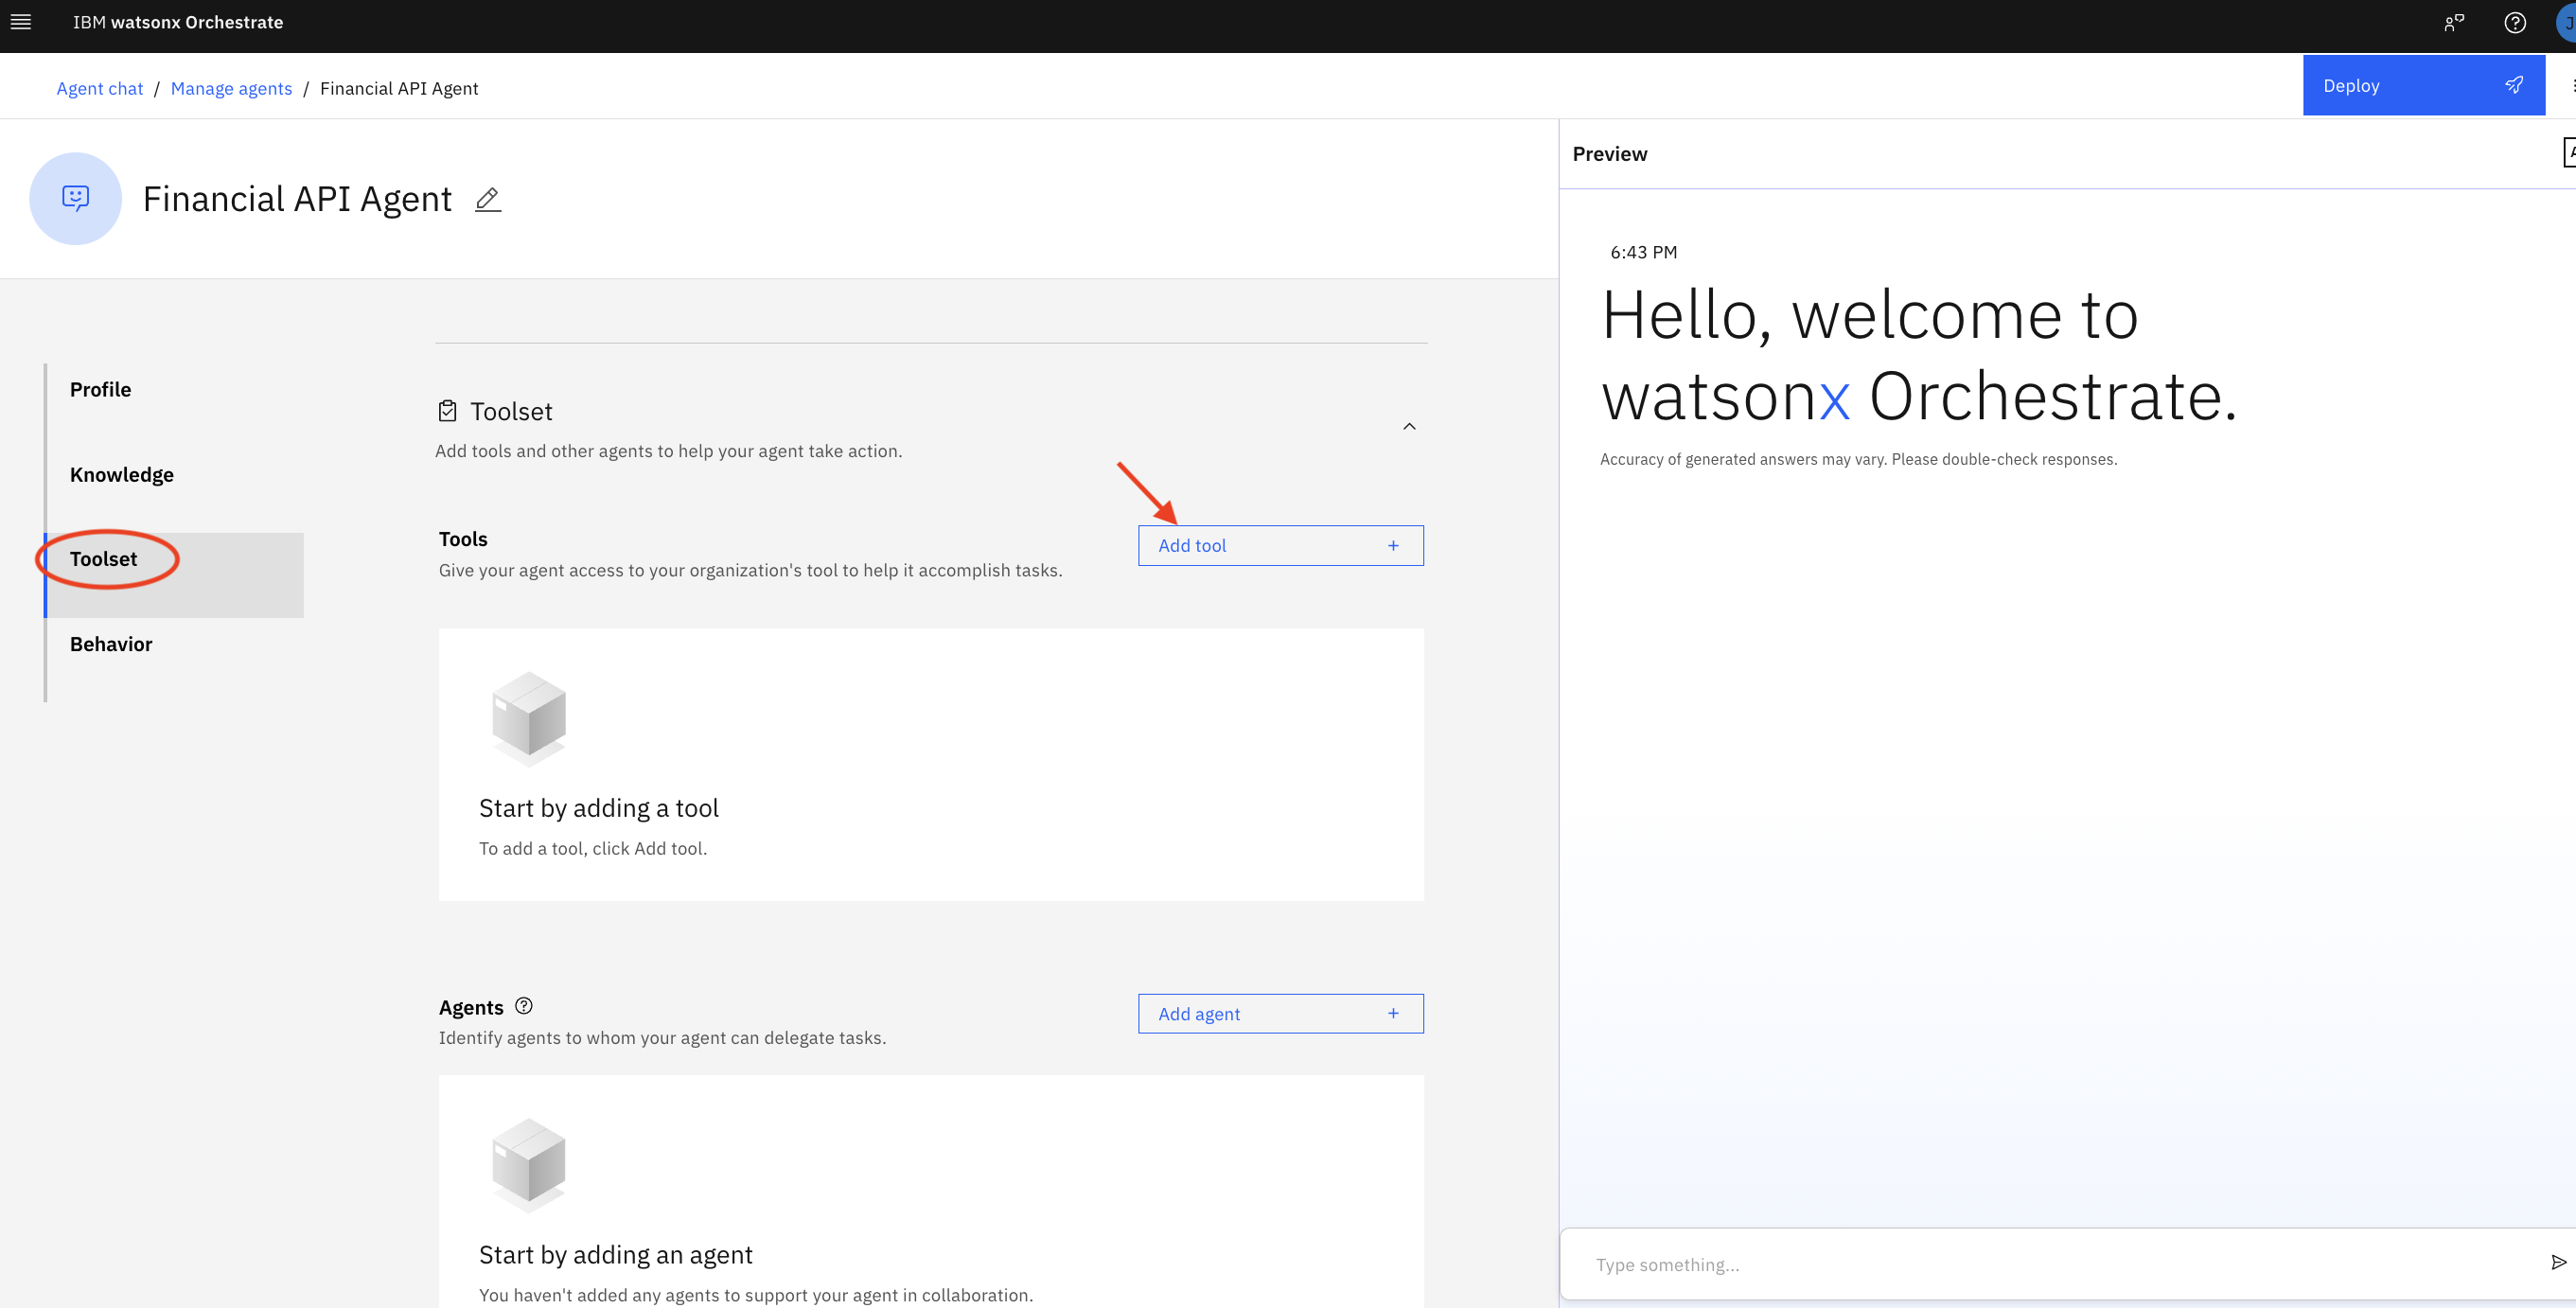 IBM watsonx Orchestrate
J
Agent chat / Manage agents / Financial API Agent
Deploy
Financial API Agent
Profile
Knowledge
Toolset
Behavior
Toolset
Add tools and other agents to help your agent take action.
Tools
Give your agent access to your organization's tool to help it accomplish tasks.
Add tool +
Start by adding a tool
To add a tool, click Add tool.
Agents
Identify agents to whom your agent can delegate tasks.
Add agent +
Start by adding an agent
You haven't added any agents to support your agent in collaboration.
Preview
6:43 PM
Hello, welcome to
watsonx Orchestrate.
Accuracy of generated answers may vary. Please double-check responses.
Type something...